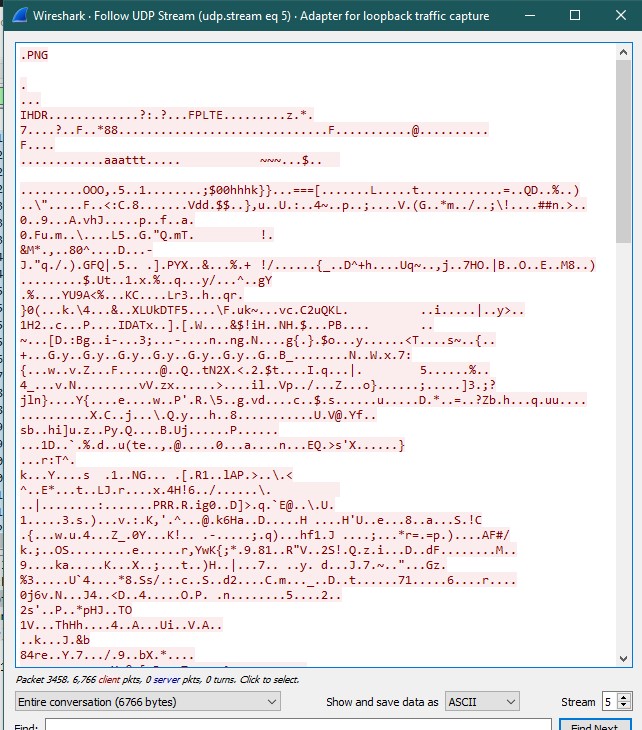 Wireshark · Follow UDP Stream (udp.stream eq 5) · Adapter for loopback traffic capture
.PNG
.
...
IHDR.............?:.?...FPLTE.........z.*.
7....?..F..*88.............................F...........@..........
F....
............aaattt..... ~~~...$..
.........OOO,.5..1........;$00hhhk}}...===[.......L.....t...........=..QD..%..)
..\".....F..<:C.8.......Vdd.$$..},u..U.:..4~..p..;....V.(G..*m../..;\!....##n.>..
0..9...A.vhJ.....p..f..a.
0.Fu.m..\....L5..G."Q.mT. !.
&M*.,..80^....D...-
J."q./.).GFQ|.5.. .].PYX..&...%.+ !/......{_..D^+h....Uq~..,j..7HO.|B..O..E..M8..)
.........$.Ut..1.x.%..q...y/...^..gY
.%....YU9A<%...KC....Lr3..h..qr.
}0(...k.\4...&..XLUkDTF5....\F.uk~...vc.C2uQKL. ..i.....|..y>..
1H2..c...P....IDATx..].[.W....&$!iH..NH.$...PB.... ..
~...[D.:Bg..i-...3;...-....n..ng.N....g{.}.$o...y......<T....s~..{..
+...G.y..G.y..G.y..G.y..G.y..G..B_........N..W.x.7:
{...w..v.Z...F......@..Q..tN2X.<.2.$t....I.q...|. 5......%..
4_...v.N.........vV.zx......>....il..Vp../...Z...o}......;.....]3.;?
jln}....Y{....e....w..P'.R.\5..g.vd....c..$.s......u.....D.*..=..?Zb.h...q.uu....
..........X.C..j...\.Q.y...h..8..........U.V@.Yf..
sb..hi]u.z..Py.Q....B.Uj......P......
...1D..`.%.d..u(te..,.@.....0...a....n...EQ.>s'X......}
...r:T^.
k...Y....s .1..NG... .[.R1..lAP.>..\.<
^..E*...t..LJ.r....x.4H!6../......\.
..|.......:.......PRR.R.ig0..D]>.q.`E@..\.U.
1....3.s.)...v.:.K,'.^...@.k6Ha..D.....H ....H'U..e...8..a...S.!C
.{...w.u.4...Z_.0Y...K!.. .-.....;.q)...hf1.J ....;...*r=.=p.)....AF#/
k.;..OS........e......r,YwK{;*.9.81..R"V..2S!.Q.z.i...D..dF.......M..
9....ka.....K...X..;...t..)H..|...7.. ..y. d...J.7.~.."...Gz.
%3.....U`4....*8.Ss/.:.c..S..d2....C.m..._..D..t......71.....6....r....
0j6v.N...J4..<D..4.....O.P. .n........5....2..
2s'..P..*pHJ..TO
1V...ThHh....4..A...Ui..V.A..
..k...J.&b
84re..Y.7.../.9..bX.*....
Packet 3458. 6,766 client pkts, 0 server pkts, 0 turns. Click to select.
Entire conversation (6766 bytes) Show and save data as ASCII Stream 5
Find: Find Next